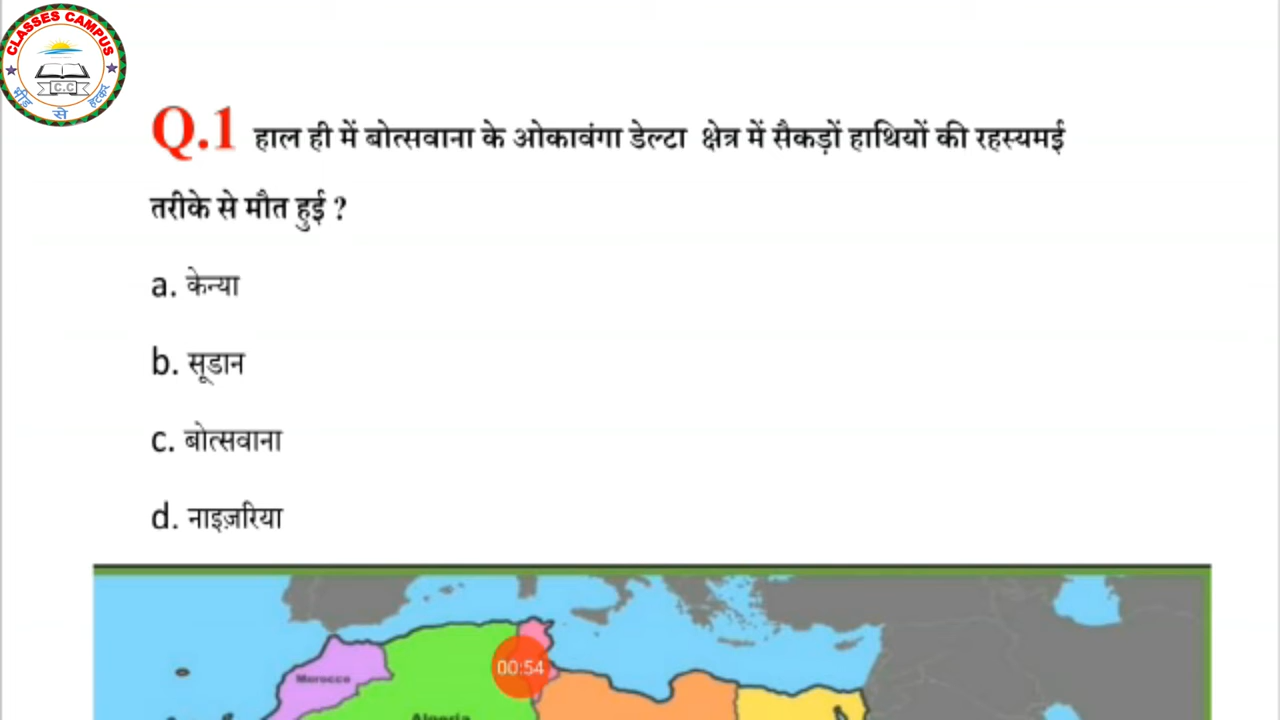 CLASSES CAMPUS
C.C
भीड़ से हटकर
Q.1 हाल ही में बोत्सवाना के ओकावंगा डेल्टा क्षेत्र में सैकड़ों हाथियों की रहस्यमई
तरीके से मौत हुई ?
a. केन्या
b. सूडान
c. बोत्सवाना
d. नाइज़रिया
00:54
Morocco
Algeria